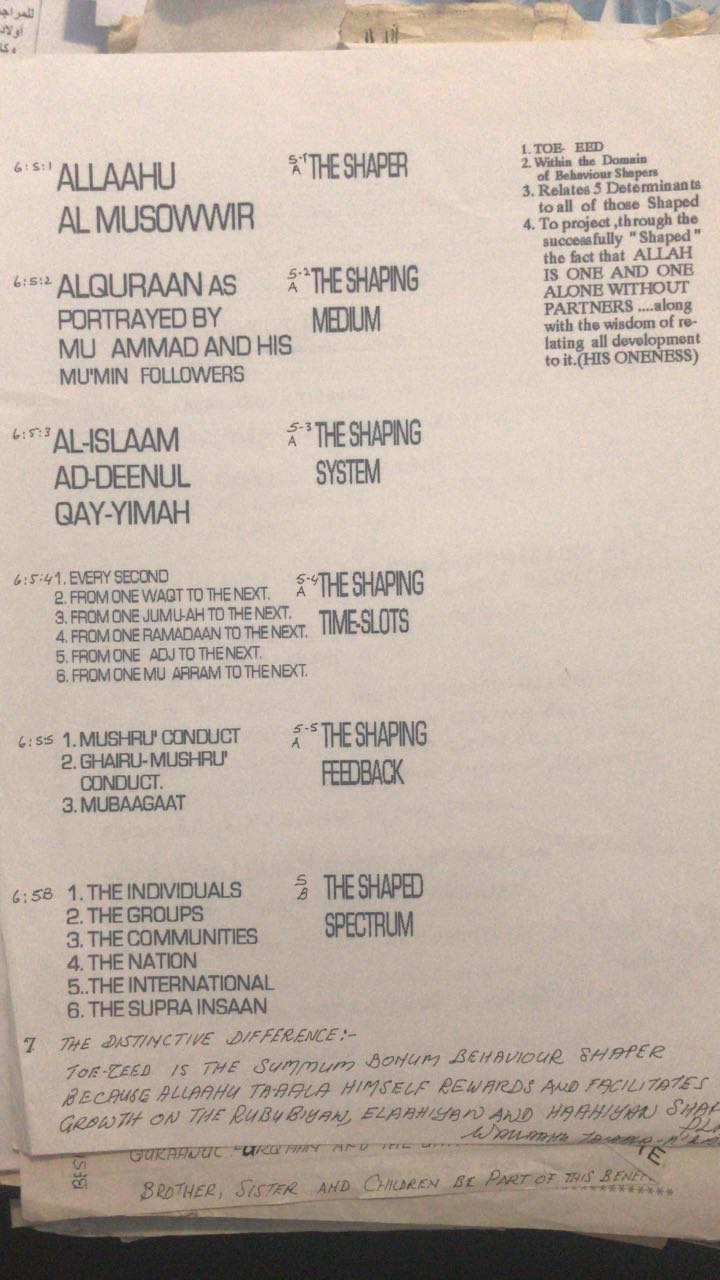 للمراجع
أولاد
6:5:1 ALLAAHU
AL MUSOWWIR
5-1 A THE SHAPER
1. TOE- EED
2. Within the Domain
of Behaviour Shapers
3. Relates 5 Determinants
to all of those Shaped
4. To project ,through the
successfully "Shaped"
the fact that ALLAH
IS ONE AND ONE
ALONE WITHOUT
PARTNERS ....along
with the wisdom of re-
lating all development
to it.(HIS ONENESS)
6:5:2 ALQURAAN AS
PORTRAYED BY
MU AMMAD AND HIS
MU'MIN FOLLOWERS
5-2 A THE SHAPING
MEDIUM
6:5:3 AL-ISLAAM
AD-DEENUL
QAY-YIMAH
5-3 A THE SHAPING
SYSTEM
6:5:4 1. EVERY SECOND
2. FROM ONE WAQT TO THE NEXT.
3. FROM ONE JUMU-AH TO THE NEXT.
4. FROM ONE RAMADAAN TO THE NEXT.
5. FROM ONE ADJ TO THE NEXT.
6. FROM ONE MU ARRAM TO THE NEXT.
5-4 A THE SHAPING
TIME-SLOTS
6:5:5 1. MUSHRU' CONDUCT
2. GHAIRU-MUSHRU'
CONDUCT.
3. MUBAAGAAT
5-5 A THE SHAPING
FEEDBACK
6:5B 1. THE INDIVIDUALS
2. THE GROUPS
3. THE COMMUNITIES
4. THE NATION
5..THE INTERNATIONAL
6. THE SUPRA INSAAN
5 B THE SHAPED
SPECTRUM
7 THE DISTINCTIVE DIFFERENCE:-
TOE-ZEED IS THE SUMMUM BONUM BEHAVIOUR SHAPER
BECAUSE ALLAAHU TAAALA HIMSELF REWARDS AND FACILITATES
GROWTH ON THE RUBUBIYAH, ELAAHIYAH AND HAAHIYAH SHAP
AND THE
BESI
BROTHER, SISTER AND CHILDREN BE PART OF THIS BENEF